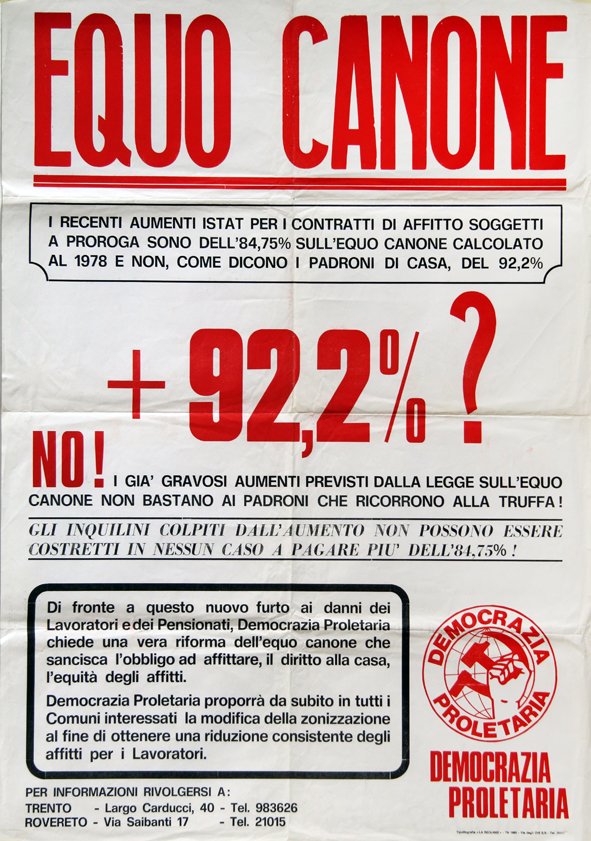 EQUO CANONE
I RECENTI AUMENTI ISTAT PER I CONTRATTI DI AFFITTO SOGGETTI
A PROROGA SONO DELL'84,75% SULL'EQUO CANONE CALCOLATO
AL 1978 E NON, COME DICONO I PADRONI DI CASA, DEL 92,2%
+ 92,2% ?
NO! I GIA' GRAVOSI AUMENTI PREVISTI DALLA LEGGE SULL'EQUO
CANONE NON BASTANO AI PADRONI CHE RICORRONO ALLA TRUFFA!
GLI INQUILINI COLPITI DALL'AUMENTO NON POSSONO ESSERE
COSTRETTI IN NESSUN CASO A PAGARE PIU' DELL'84,75% !
Di fronte a questo nuovo furto ai danni dei
Lavoratori e dei Pensionati, Democrazia Proletaria
chiede una vera riforma dell'equo canone che
sancisca l'obbligo ad affittare, il diritto alla casa,
l'equità degli affitti.
Democrazia Proletaria proporrà da subito in tutti i
Comuni interessati la modifica della zonizzazione
al fine di ottenere una riduzione consistente degli
affitti per i Lavoratori.
DEMOCRAZIA
PROLETARIA
DEMOCRAZIA
PROLETARIA
PER INFORMAZIONI RIVOLGERSI A:
TRENTO - Largo Carducci, 40 - Tel. 983626
ROVERETO - Via Saibanti 17 - Tel. 21015